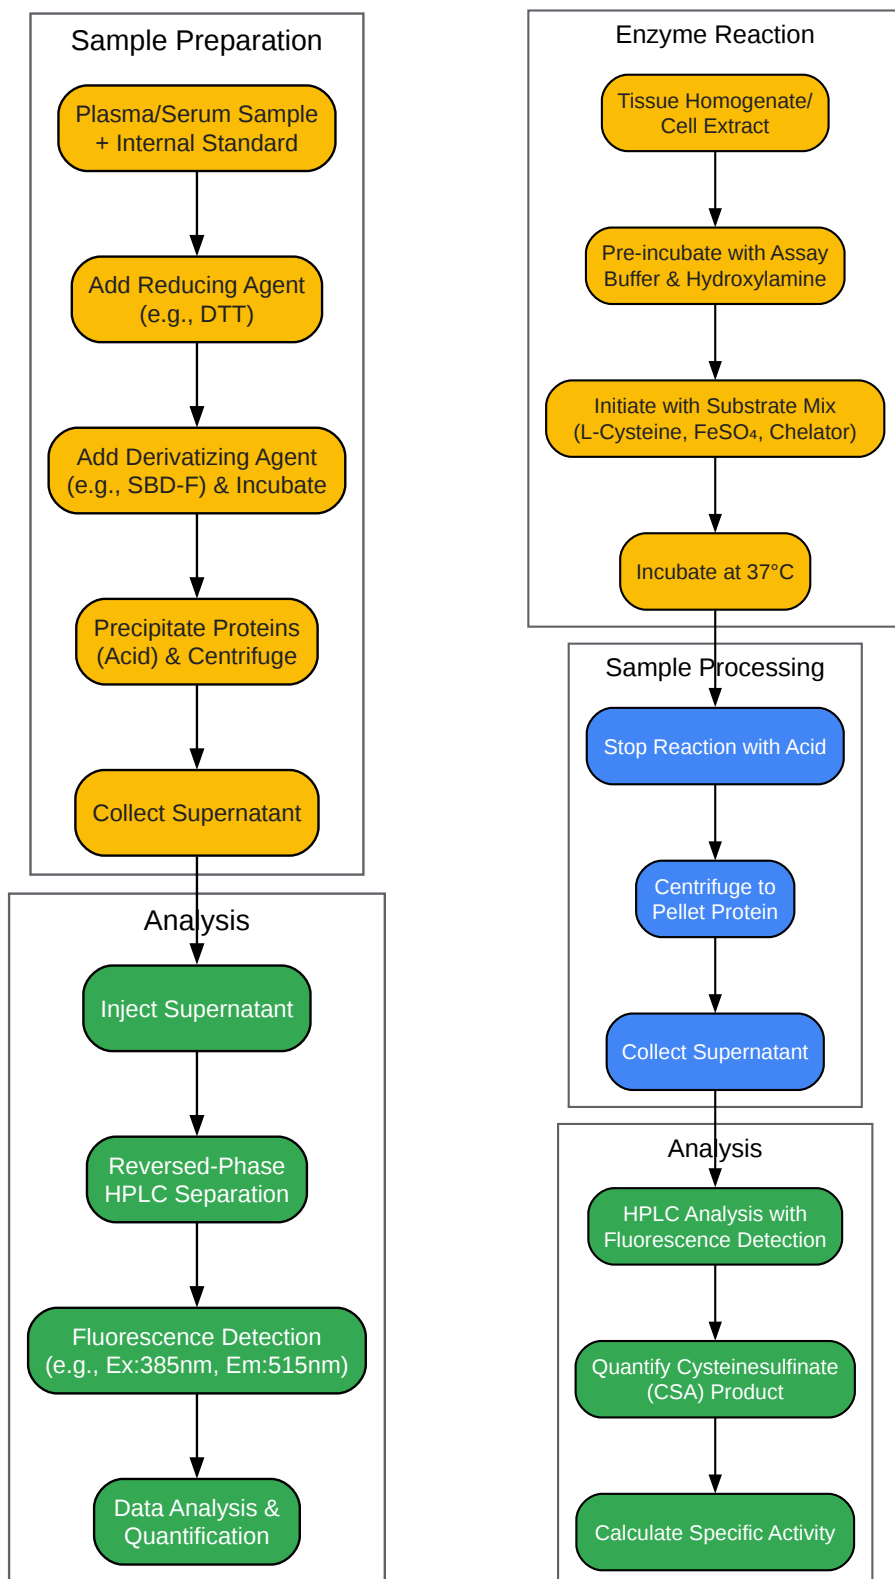 Sample Preparation
Plasma/Serum Sample
+ Internal Standard
Add Reducing Agent
(e.g., DTT)
Add Derivatizing Agent
(e.g., SBD-F) & Incubate
Precipitate Proteins
(Acid) & Centrifuge
Collect Supernatant
Analysis
Inject Supernatant
Reversed-Phase
HPLC Separation
Fluorescence Detection
(e.g., Ex:385nm, Em:515nm)
Data Analysis &
Quantification
Enzyme Reaction
Tissue Homogenate/
Cell Extract
Pre-incubate with Assay
Buffer & Hydroxylamine
Initiate with Substrate Mix
(L-Cysteine, FeSO₄, Chelator)
Incubate at 37°C
Sample Processing
Stop Reaction with Acid
Centrifuge to
Pellet Protein
Collect Supernatant
Analysis
HPLC Analysis with
Fluorescence Detection
Quantify Cysteinesulfinate
(CSA) Product
Calculate Specific Activity